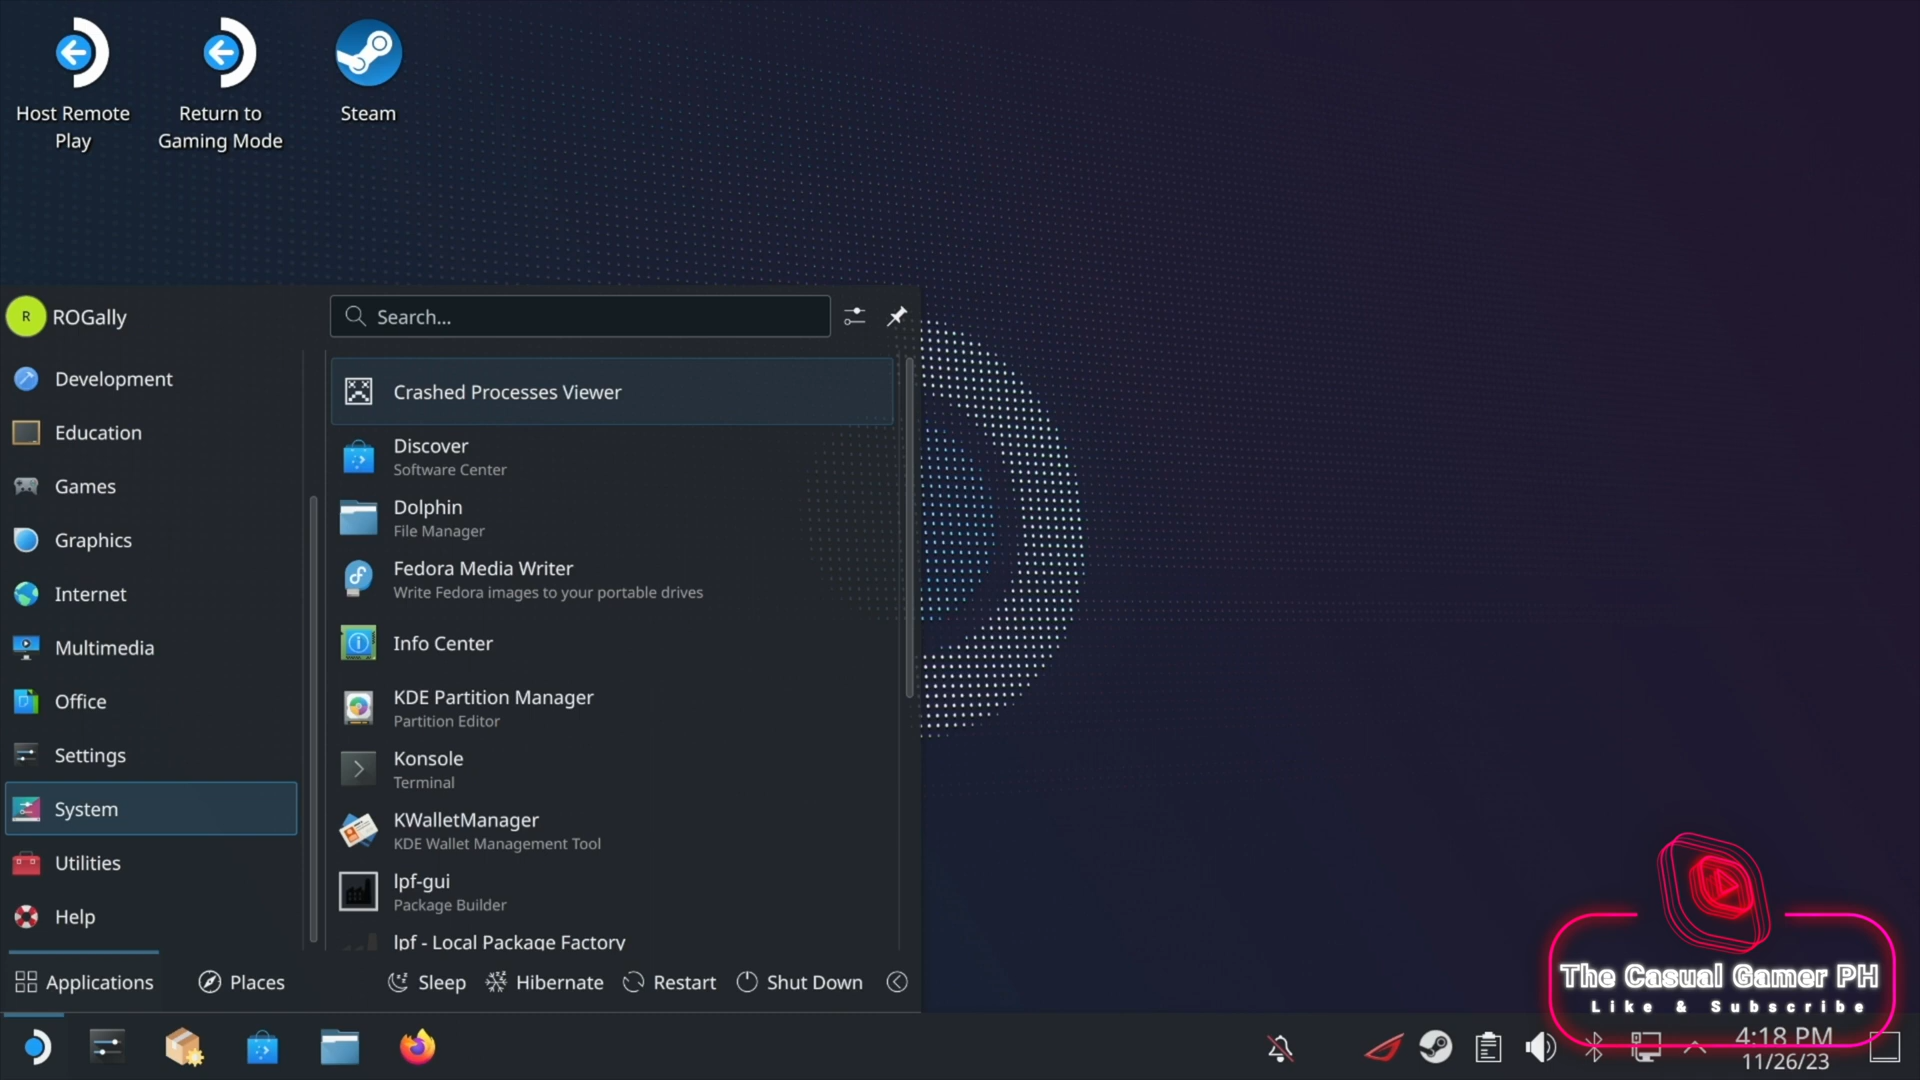 Host Remote
Play
Return to
Gaming Mode
Steam
R
ROGally
Search...
Development
Education
Games
Graphics
Internet
Multimedia
Office
Settings
System
Utilities
Help
Crashed Processes Viewer
Discover
Software Center
Dolphin
File Manager
Fedora Media Writer
Write Fedora images to your portable drives
Info Center
KDE Partition Manager
Partition Editor
Konsole
Terminal
KWalletManager
KDE Wallet Management Tool
lpf-gui
Package Builder
lpf - Local Package Factory
Applications
Places
Sleep
Hibernate
Restart
Shut Down
The Casual Gamer PH
Like & Subscribe
4:18 PM
11/26/23